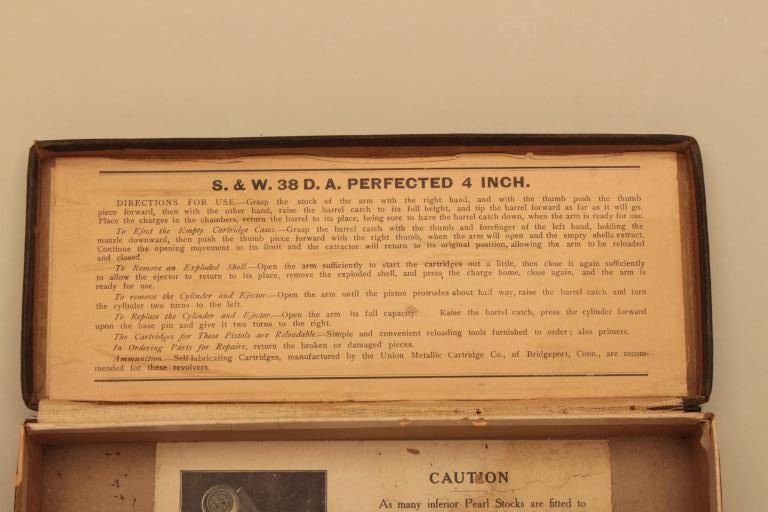 S. & W. 38 D. A. PERFECTED 4 INCH.
DIRECTIONS FOR USE.—Grasp the stock of the arm with the right hand, and with the thumb push the thumb
piece forward, then with the other hand, raise the barrel catch to its full height, and tip the barrel forward as far as it will go.
Place the charges in the chambers, return the barrel to its place, being sure to have the barrel catch down, when the arm is ready for use.
To Eject the Empty Cartridge Cases.—Grasp the barrel catch with the thumb and forefinger of the left hand, holding the
muzzle downward, then push the thumb piece forward with the right thumb, when the arm will open and the empty shells extract.
Continue the opening movement to its limit and the extractor will return to its original position, allowing the arm to be reloaded
and closed.
To Remove an Exploded Shell.—Open the arm sufficiently to start the cartridges out a little, then close it again sufficiently
to allow the ejector to return to its place, remove the exploded shell, and press the charge home, close again, and the arm is
ready for use.
To remove the Cylinder and Ejector.—Open the arm until the piston protrudes about half way, raise the barrel catch and turn
the cylinder two turns to the left.
To Replace the Cylinder and Ejector.—Open the arm its full capacity. Raise the barrel catch, press the cylinder forward
upon the base pin and give it two turns to the right.
The Cartridges for These Pistols are Reloadable.—Simple and convenient reloading tools furnished to order; also primers.
In Ordering Parts for Repairs, return the broken or damaged pieces.
Ammunition.—Self-lubricating Cartridges, manufactured by the Union Metallic Cartridge Co., of Bridgeport, Conn., are recom-
mended for these revolvers.
CAUTION
As many inferior Pearl Stocks are fitted to